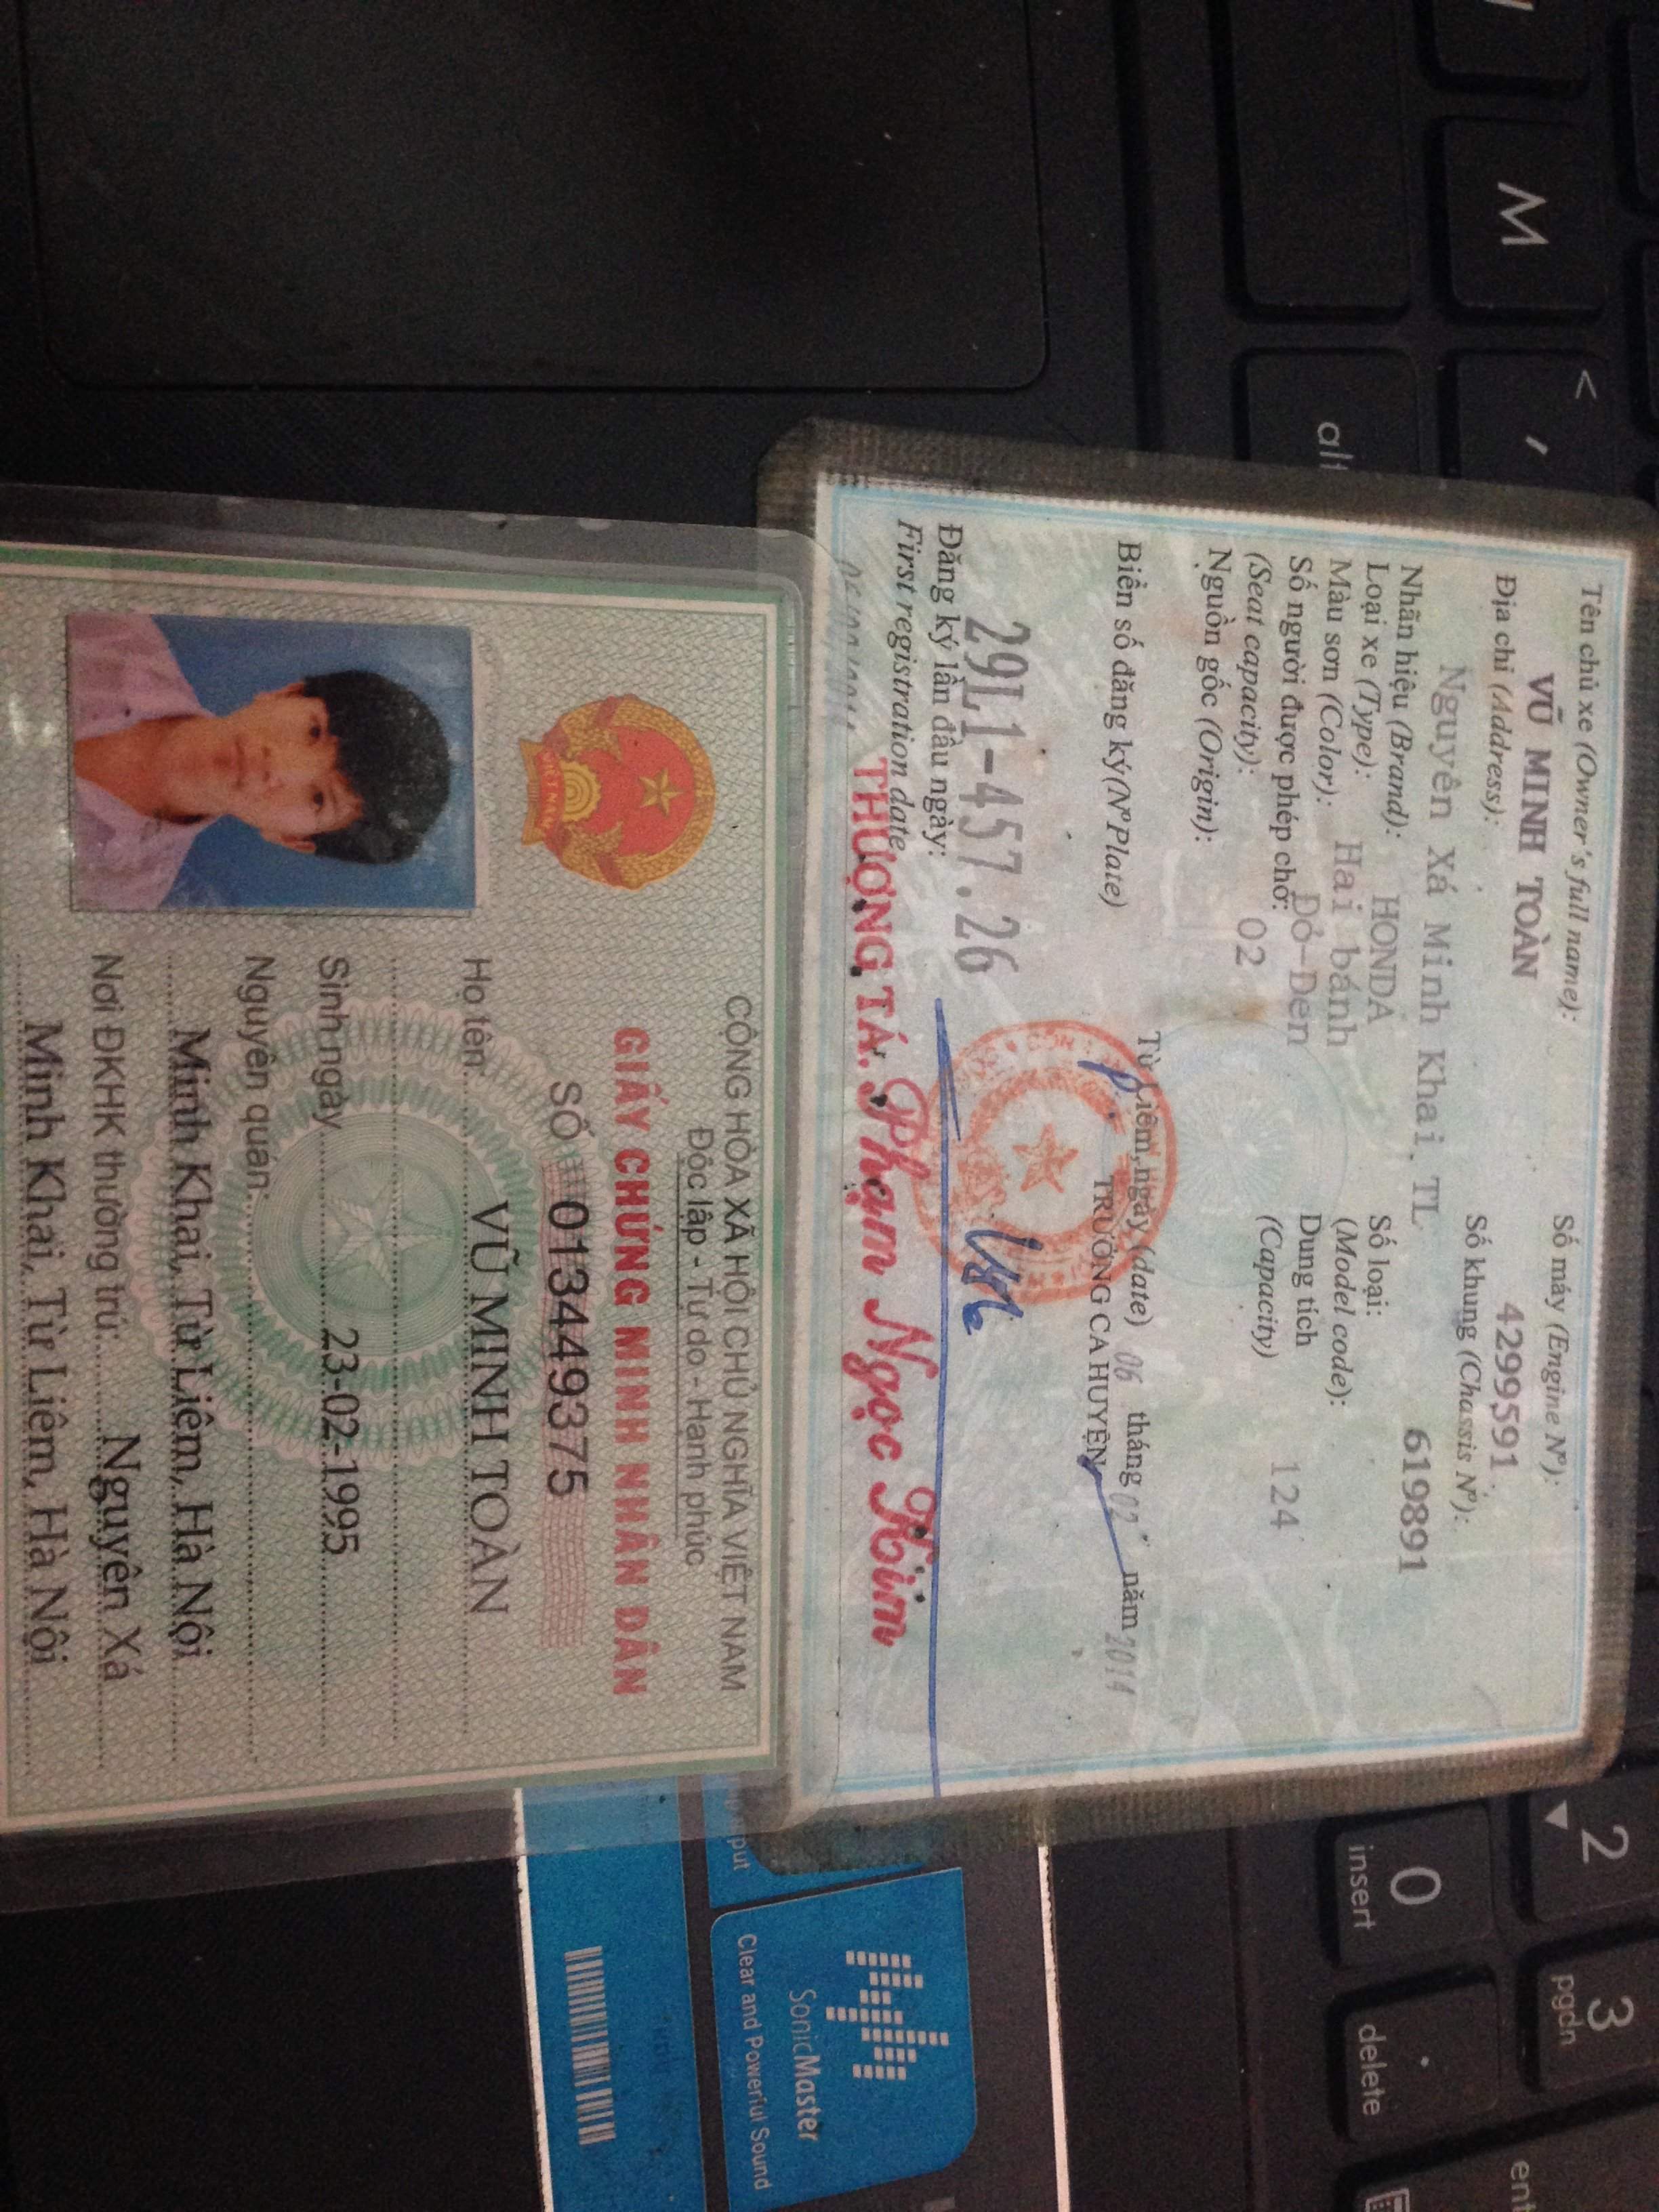 Tên chủ xe (Owner's full name):
VŨ MINH TOÀN
Địa chỉ (Address):
Nguyên Xá Minh Khai. TL
Nhãn hiệu (Brand): HONDA
Loại xe (Type): Hai bánh
Màu sơn (Color): Đỏ-Đen
Số người được phép chở: 02
(Seat capacity):
Nguồn gốc (Origin):
Biển số đăng ký(Nº Plate)
29L1-457.26
Đăng ký lần đầu ngày:
First registration date
Số máy (Engine Nº):
4299591
Số khung (Chassis Nº):
619891
Số loại:
(Model code):
Dung tích 124
(Capacity)
Từ Liêm, ngày (date) 06 tháng 02 năm 2014
TRƯỞNG CA HUYỆN
THƯỢNG TÁ. Phạm Ngọc Kim
CỘNG HÒA XÃ HỘI CHỦ NGHĨA VIỆT NAM
Độc lập - Tự do - Hạnh phúc
GIẤY CHỨNG MINH NHÂN DÂN
SỐ 013449375
Họ tên VŨ MINH TOÀN
Sinh ngày 23-02-1995
Nguyên quán:
Minh Khai, Từ Liêm, Hà Nội
Nơi ĐKHK thường trú: Nguyên Xá
Minh Khai, Từ Liêm, Hà Nội
VIỆT NAM
M
<
,
alt
2
0
insert
3
pgdn
.
delete
ent
SonicMaster
Clear and Powerful Sound
put